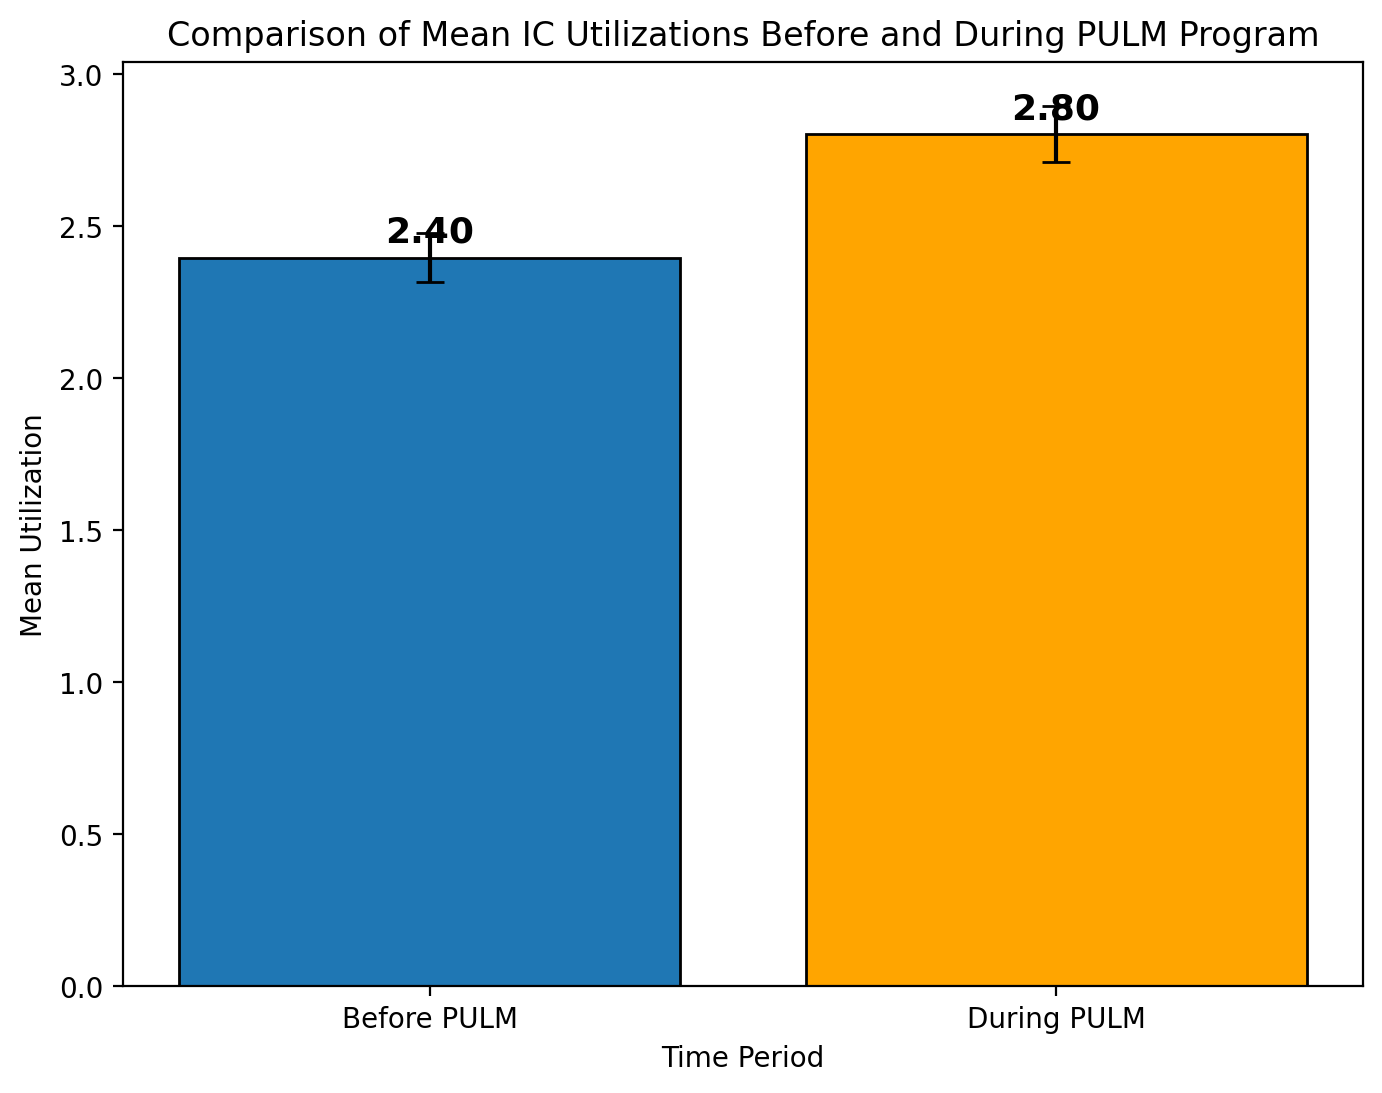 Comparison of Mean IC Utilizations Before and During PULM Program
3.0
2.5
2.0
1.5
1.0
0.5
0.0
Mean Utilization
2.40
2.80
Before PULM
During PULM
Time Period